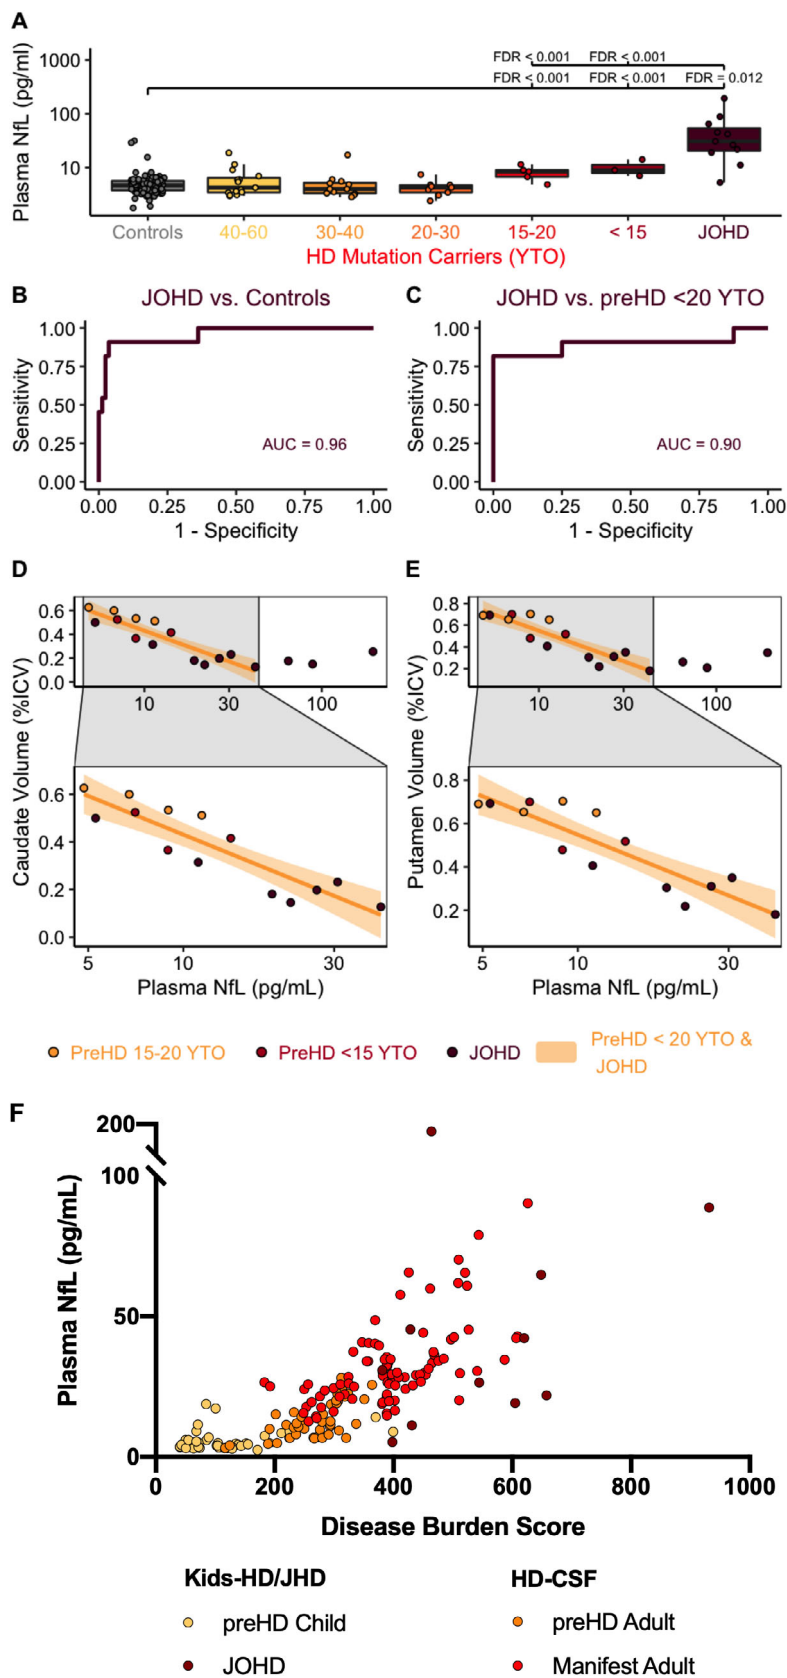 A
Plasma NfL (pg/ml)
1000
100
10
FDR < 0.001 FDR < 0.001
FDR < 0.001 FDR < 0.001 FDR = 0.012
Controls 40-60 30-40 20-30 15-20 < 15 JOHD
HD Mutation Carriers (YTO)
B
JOHD vs. Controls
Sensitivity
1.00
0.75
0.50
0.25
0.00
AUC = 0.96
0.00 0.25 0.50 0.75 1.00
1 - Specificity
C
JOHD vs. preHD <20 YTO
Sensitivity
1.00
0.75
0.50
0.25
0.00
AUC = 0.90
0.00 0.25 0.50 0.75 1.00
1 - Specificity
D
Caudate Volume (%ICV)
0.6
0.4
0.2
0.0
10 30 100
0.6
0.4
0.2
0.0
5 10 30
Plasma NfL (pg/mL)
E
Putamen Volume (%ICV)
0.8
0.6
0.4
0.2
10 30 100
0.8
0.6
0.4
0.2
5 10 30
Plasma NfL (pg/mL)
PreHD 15-20 YTO
PreHD <15 YTO
JOHD
PreHD < 20 YTO &
JOHD
F
Plasma NfL (pg/mL)
200
100
50
0
0 200 400 600 800 1000
Disease Burden Score
Kids-HD/JHD
preHD Child
JOHD
HD-CSF
preHD Adult
Manifest Adult